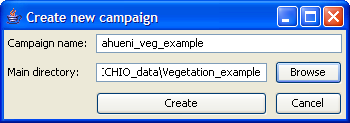 Create new campaign
Campaign name: ahueni_veg_example
Main directory: CHIO_data\Vegetation_example Browse
Create Cancel